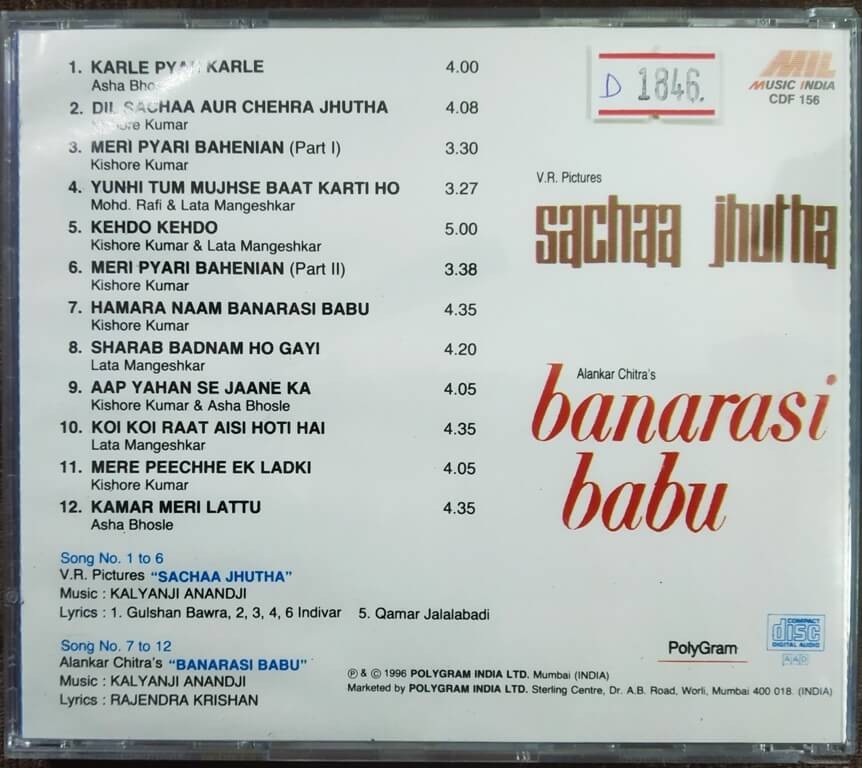 1. KARLE PYAR KARLE 4.00
Asha Bhosle
2. DIL SACHAA AUR CHEHRA JHUTHA 4.08
Kishore Kumar
3. MERI PYARI BAHENIAN (Part I) 3.30
Kishore Kumar
4. YUNHI TUM MUJHSE BAAT KARTI HO 3.27
Mohd. Rafi & Lata Mangeshkar
5. KEHDO KEHDO 5.00
Kishore Kumar & Lata Mangeshkar
6. MERI PYARI BAHENIAN (Part II) 3.38
Kishore Kumar
7. HAMARA NAAM BANARASI BABU 4.35
Kishore Kumar
8. SHARAB BADNAM HO GAYI 4.20
Lata Mangeshkar
9. AAP YAHAN SE JAANE KA 4.05
Kishore Kumar & Asha Bhosle
10. KOI KOI RAAT AISI HOTI HAI 4.35
Lata Mangeshkar
11. MERE PEECHHE EK LADKI 4.05
Kishore Kumar
12. KAMAR MERI LATTU 4.35
Asha Bhosle
Song No. 1 to 6
V.R. Pictures "SACHAA JHUTHA"
Music : KALYANJI ANANDJI
Lyrics : 1. Gulshan Bawra, 2, 3, 4, 6 Indivar 5. Qamar Jalalabadi
Song No. 7 to 12
Alankar Chitra's "BANARASI BABU"
Music : KALYANJI ANANDJI
Lyrics : RAJENDRA KRISHAN
D 1846.
MIL
MUSIC INDIA
CDF 156
V.R. Pictures
sachaa jhutha
Alankar Chitra's
banarasi
babu
PolyGram
COMPACT
disc
DIGITAL AUDIO
AAD
℗ & © 1996 POLYGRAM INDIA LTD. Mumbai (INDIA)
Marketed by POLYGRAM INDIA LTD. Sterling Centre, Dr. A.B. Road, Worli, Mumbai 400 018. (INDIA)